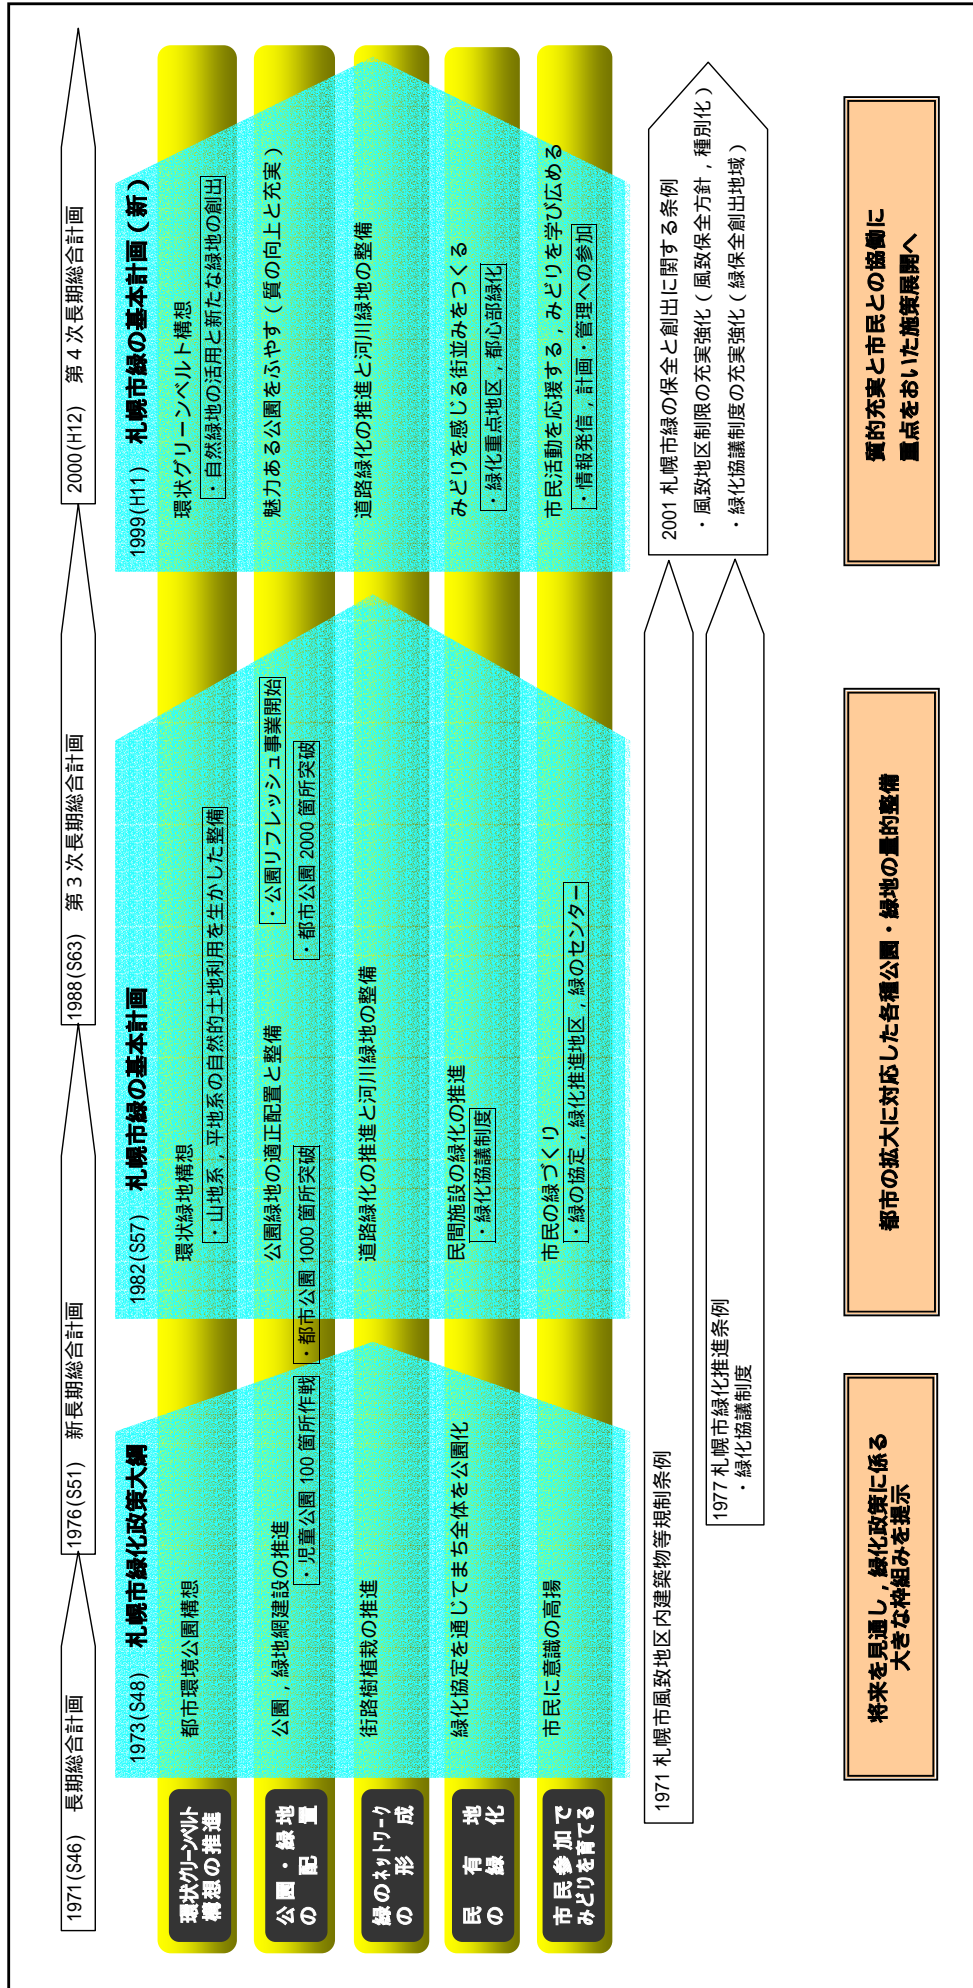 1971(S46) 長期総合計画
1976(S51) 新長期総合計画
1988(S63) 第3次長期総合計画
2000(H12) 第4次長期総合計画
1973(S48) 札幌市緑化政策大綱
1982(S57) 札幌市緑の基本計画
1999(H11) 札幌市緑の基本計画(新)
環状グリーンベルト
構想の推進
都市環境公園構想
環状緑地構想
・山地系,平地系の自然的土地利用を生かした整備
環状グリーンベルト構想
・自然緑地の活用と新たな緑地の創出
公園・緑地
の配置
公園,緑地網建設の推進
・児童公園100箇所作戦
・都市公園1000箇所突破
公園緑地の適正配置と整備
・公園リフレッシュ事業開始
・都市公園2000箇所突破
魅力ある公園をふやす(質の向上と充実)
緑のネットワーク
の形成
街路樹植栽の推進
道路緑化の推進と河川緑地の整備
道路緑化の推進と河川緑地の整備
民有地
の緑化
緑化協定を通じてまち全体を公園化
民間施設の緑化の推進
・緑化協議制度
みどりを感じる街並みをつくる
・緑化重点地区,都心部緑化
市民参加で
みどりを育てる
市民に意識の高揚
市民の緑づくり
・緑の協定,緑化推進地区,緑のセンター
市民活動を応援する,みどりを学び広める
・情報発信,計画・管理への参加
1971 札幌市風致地区内建築物等規制条例
1977 札幌市緑化推進条例
・緑化協議制度
2001 札幌市緑の保全と創出に関する条例
・風致地区制限の充実強化(風致保全方針,種別化)
・緑化協議制度の充実強化(緑保全創出地域)
将来を見通し,緑化政策に係る
大きな枠組みを提示
都市の拡大に対応した各種公園・緑地の量的整備
質的充実と市民との協働に
重点をおいた施策展開へ